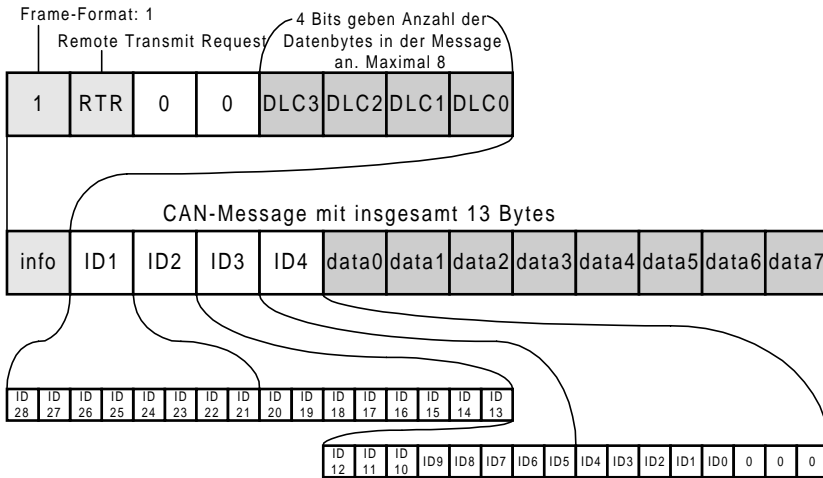 Frame-Format: 1
Remote Transmit Request
4 Bits geben Anzahl der
Datenbytes in der Message
an. Maximal 8
1 RTR 0 0 DLC3 DLC2 DLC1 DLC0
CAN-Message mit insgesamt 13 Bytes
info ID1 ID2 ID3 ID4 data0 data1 data2 data3 data4 data5 data6 data7
ID ID ID ID ID ID ID ID ID ID ID ID ID ID ID ID
28 27 26 25 24 23 22 21 20 19 18 17 16 15 14 13
ID ID ID ID9 ID8 ID7 ID6 ID5 ID4 ID3 ID2 ID1 ID0 0 0 0
12 11 10